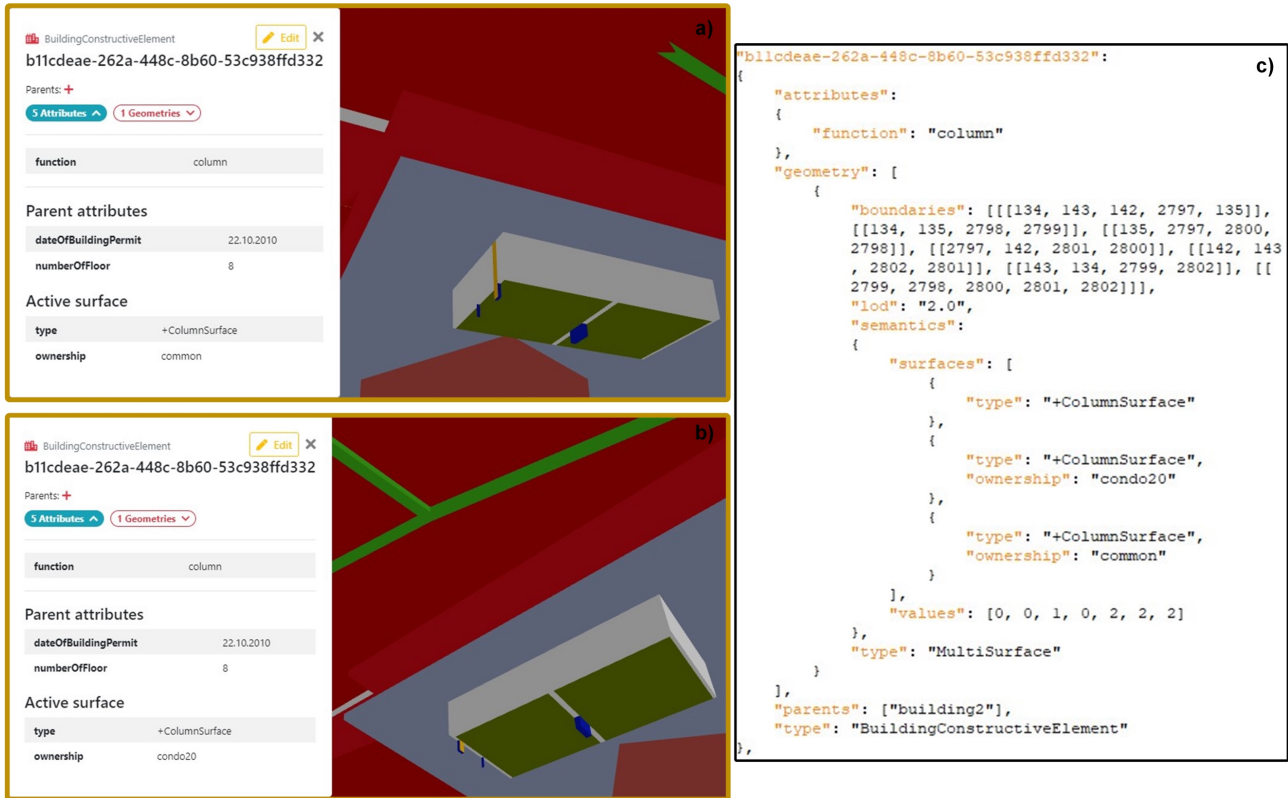 a)
BuildingConstructiveElement
Edit ×
b11cdeae-262a-448c-8b60-53c938ffd332
Parents: +
5 Attributes
1 Geometries
function column
Parent attributes
dateOfBuildingPermit 22.10.2010
numberOfFloor 8
Active surface
type +ColumnSurface
ownership common
b)
BuildingConstructiveElement
Edit ×
b11cdeae-262a-448c-8b60-53c938ffd332
Parents: +
5 Attributes
1 Geometries
function column
Parent attributes
dateOfBuildingPermit 22.10.2010
numberOfFloor 8
Active surface
type +ColumnSurface
ownership condo20
c)
"b11cdeae-262a-448c-8b60-53c938ffd332":
{
"attributes":
{
"function": "column"
},
"geometry": [
{
"boundaries": [[[134, 143, 142, 2797, 135]],
[[134, 135, 2798, 2799]], [[135, 2797, 2800,
2798]], [[2797, 142, 2801, 2800]], [[142, 143
, 2802, 2801]], [[143, 134, 2799, 2802]], [[
2799, 2798, 2800, 2801, 2802]]],
"lod": "2.0",
"semantics":
{
"surfaces": [
{
"type": "+ColumnSurface"
},
{
"type": "+ColumnSurface",
"ownership": "condo20"
},
{
"type": "+ColumnSurface",
"ownership": "common"
}
],
"values": [0, 0, 1, 0, 2, 2, 2]
},
"type": "MultiSurface"
}
],
"parents": ["building2"],
"type": "BuildingConstructiveElement"
},